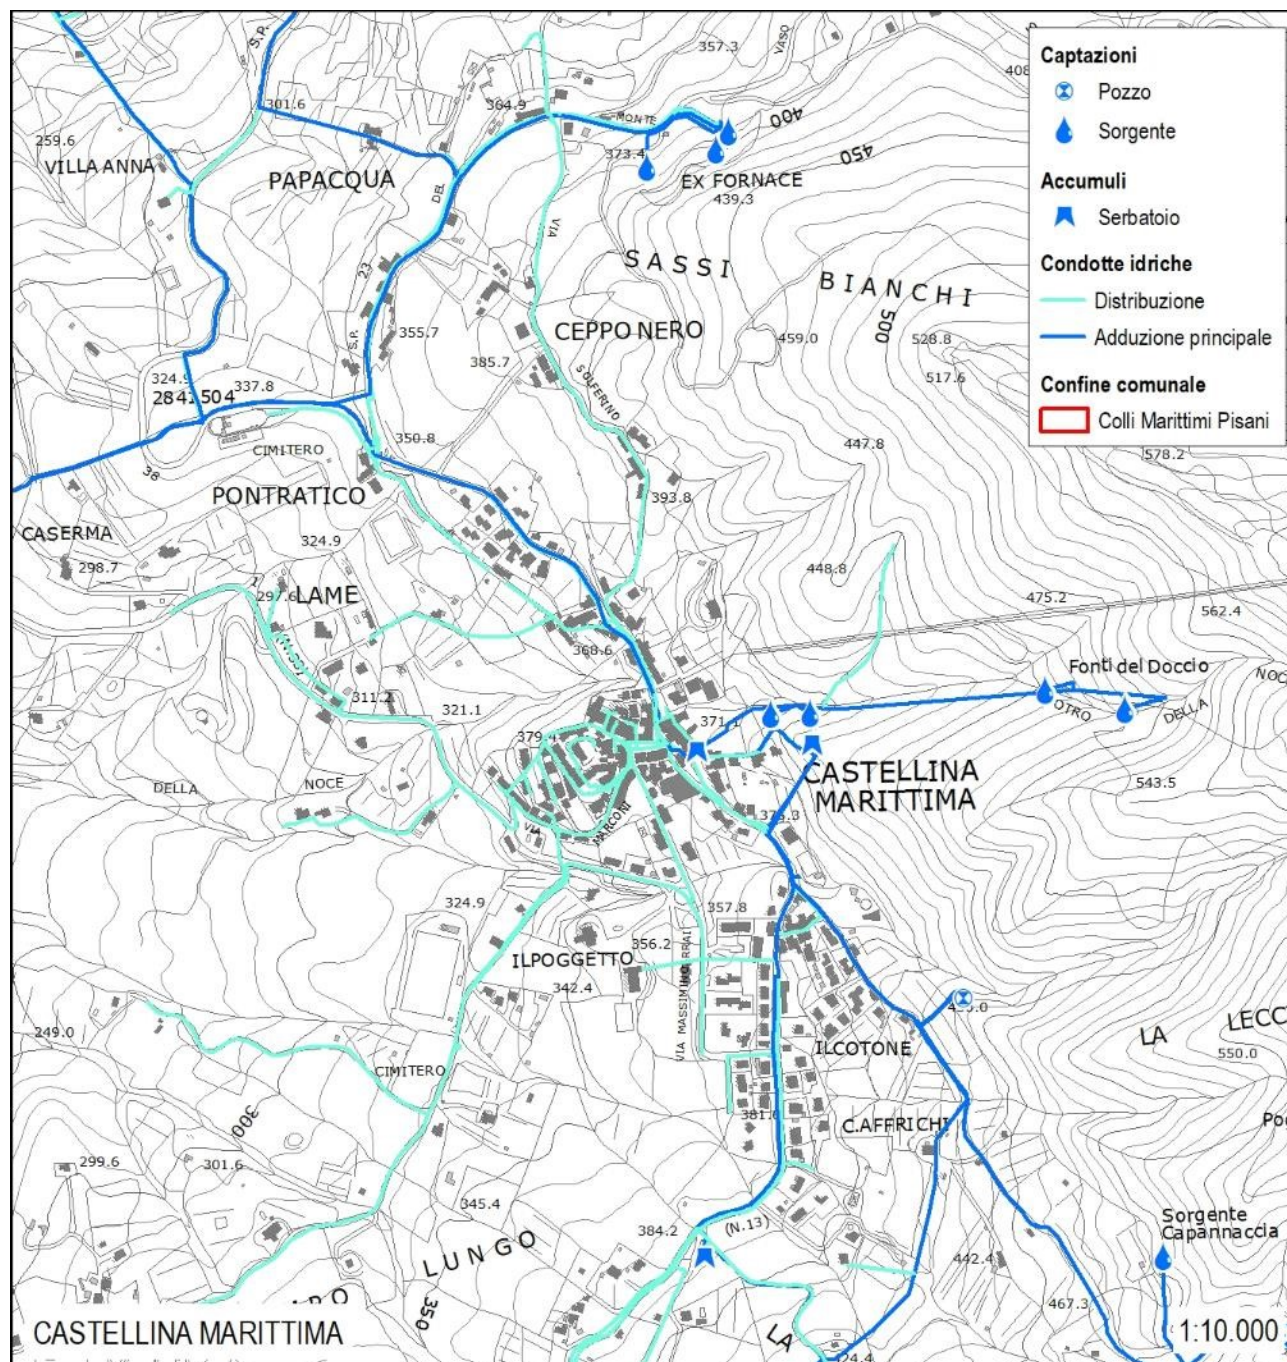 Captazioni
Pozzo
Sorgente
Accumuli
Serbatoio
Condotte idriche
Distribuzione
Adduzione principale
Confine comunale
Colli Marittimi Pisani
S.P.
357.3
VASO
301.6
364.9
MONTE
400
259.6
VILLA ANNA
PAPACQUA
373.4
450
EX FORNACE
439.3
DEL
VIA
SASSI
BIANCHI
500
23
S.P.
355.7
CEPPO NERO
459.0
528.8
517.6
385.7
324.9
337.8
SOLFERINO
CIMITERO
350.8
447.8
578.2
38
PONTRATICO
393.8
CASERMA
324.9
298.7
448.8
297.6
LAME
475.2
562.4
368.6
Fonti del Doccio
311.2
321.1
371.1
DELLA
379.4
DELLA
NOCE
CASTELLINA
MARITTIMA
543.5
VIA
MARCONI
324.9
357.8
ILPOGGETTO
356.2
342.4
VIA MASSIMINO
249.0
ILCOTONE
LA
LECC
550.0
CIMITERO
300
381.8
C.AFFRICHI
299.6
301.6
345.4
384.2
(N.13)
Sorgente
Capannaccia
LUNGO
442.4
350
467.3
LA
CASTELLINA MARITTIMA
1:10.000